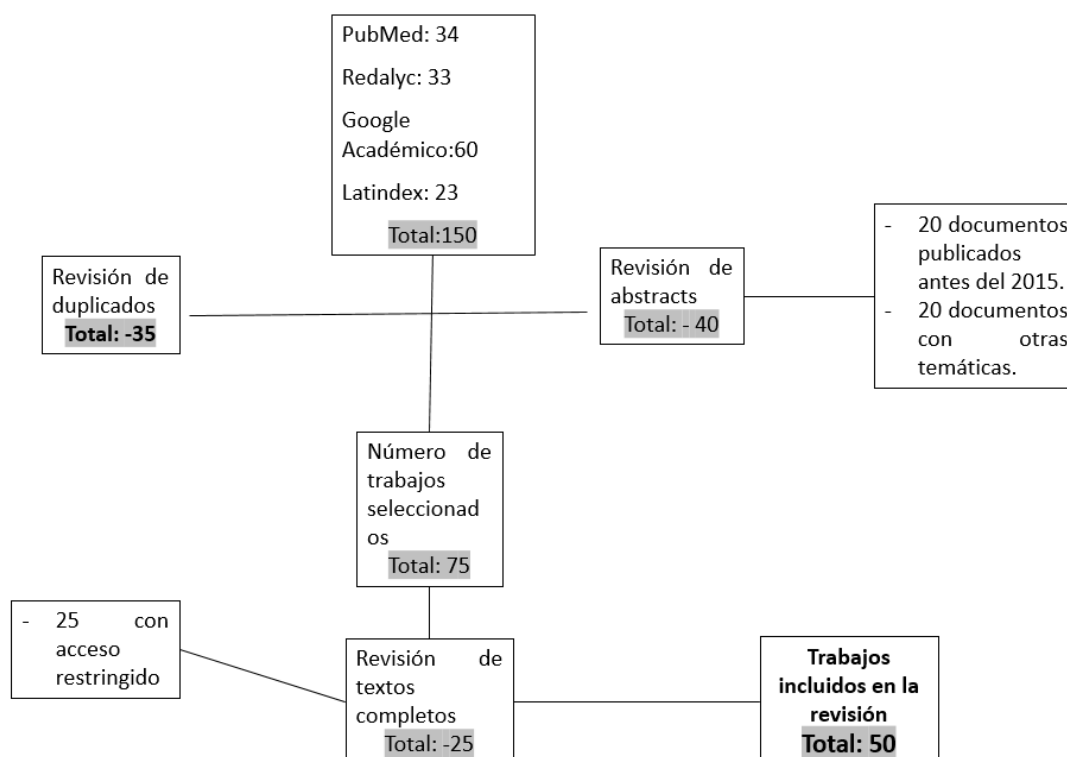 PubMed: 34
Redalyc: 33
Google
Académico:60
Latindex: 23
Total:150
Revisión de
duplicados
Total: -35
Revisión de
abstracts
Total: - 40
- 20 documentos
publicados
antes del 2015.
- 20 documentos
con otras
temáticas.
Número de
trabajos
seleccionad
os
Total: 75
- 25 con
acceso
restringido
Revisión de
textos
completos
Total: -25
Trabajos
incluidos en la
revisión
Total: 50